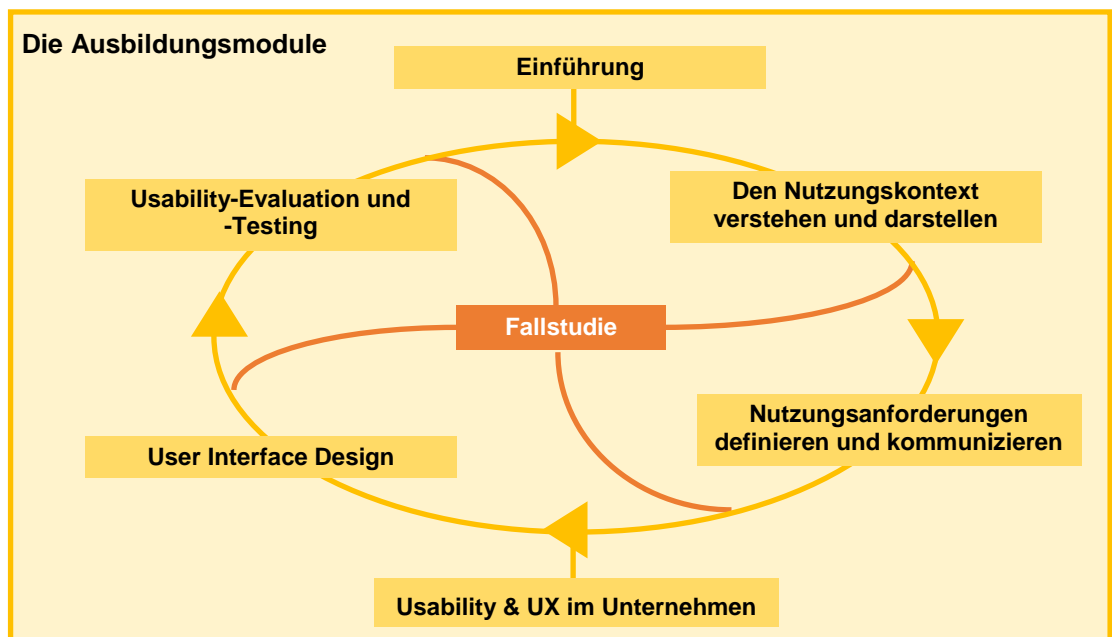 Die Ausbildungsmodule
Einführung
Den Nutzungskontext
verstehen und darstellen
Usability-Evaluation und
-Testing
Fallstudie
Nutzungsanforderungen
definieren und kommunizieren
User Interface Design
Usability & UX im Unternehmen